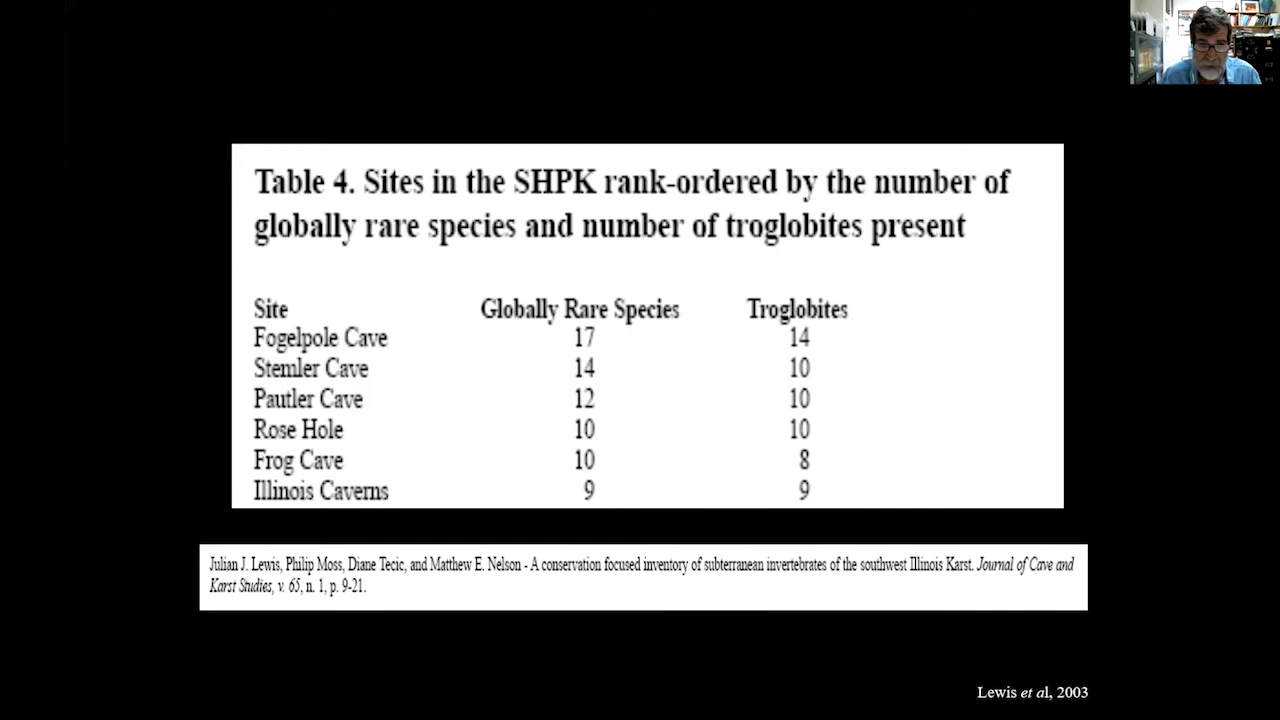 Table 4. Sites in the SHPK rank-ordered by the number of
globally rare species and number of troglobites present
Site Globally Rare Species Troglobites
Fogelpole Cave 17 14
Stemler Cave 14 10
Pautler Cave 12 10
Rose Hole 10 10
Frog Cave 10 8
Illinois Caverns 9 9
Julian J. Lewis, Philip Moss, Diane Tecic, and Matthew E. Nelson - A conservation focused inventory of subterranean invertebrates of the southwest Illinois Karst. Journal of Cave and
Karst Studies, v. 65, n. 1, p. 9-21.
Lewis et al, 2003